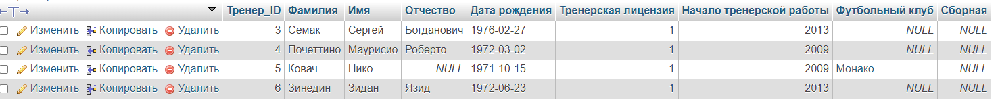 Тренер_ID Фамилия Имя Отчество Дата рождения Тренерская лицензия Начало тренерской работы Футбольный клуб Сборная
Изменить Копировать Удалить 3 Семак Сергей Богданович 1976-02-27 1 2013 NULL NULL
Изменить Копировать Удалить 4 Почеттино Маурисио Роберто 1972-03-02 1 2009 NULL NULL
Изменить Копировать Удалить 5 Ковач Нико NULL 1971-10-15 1 2009 Монако NULL
Изменить Копировать Удалить 6 Зинедин Зидан Язид 1972-06-23 1 2013 NULL NULL